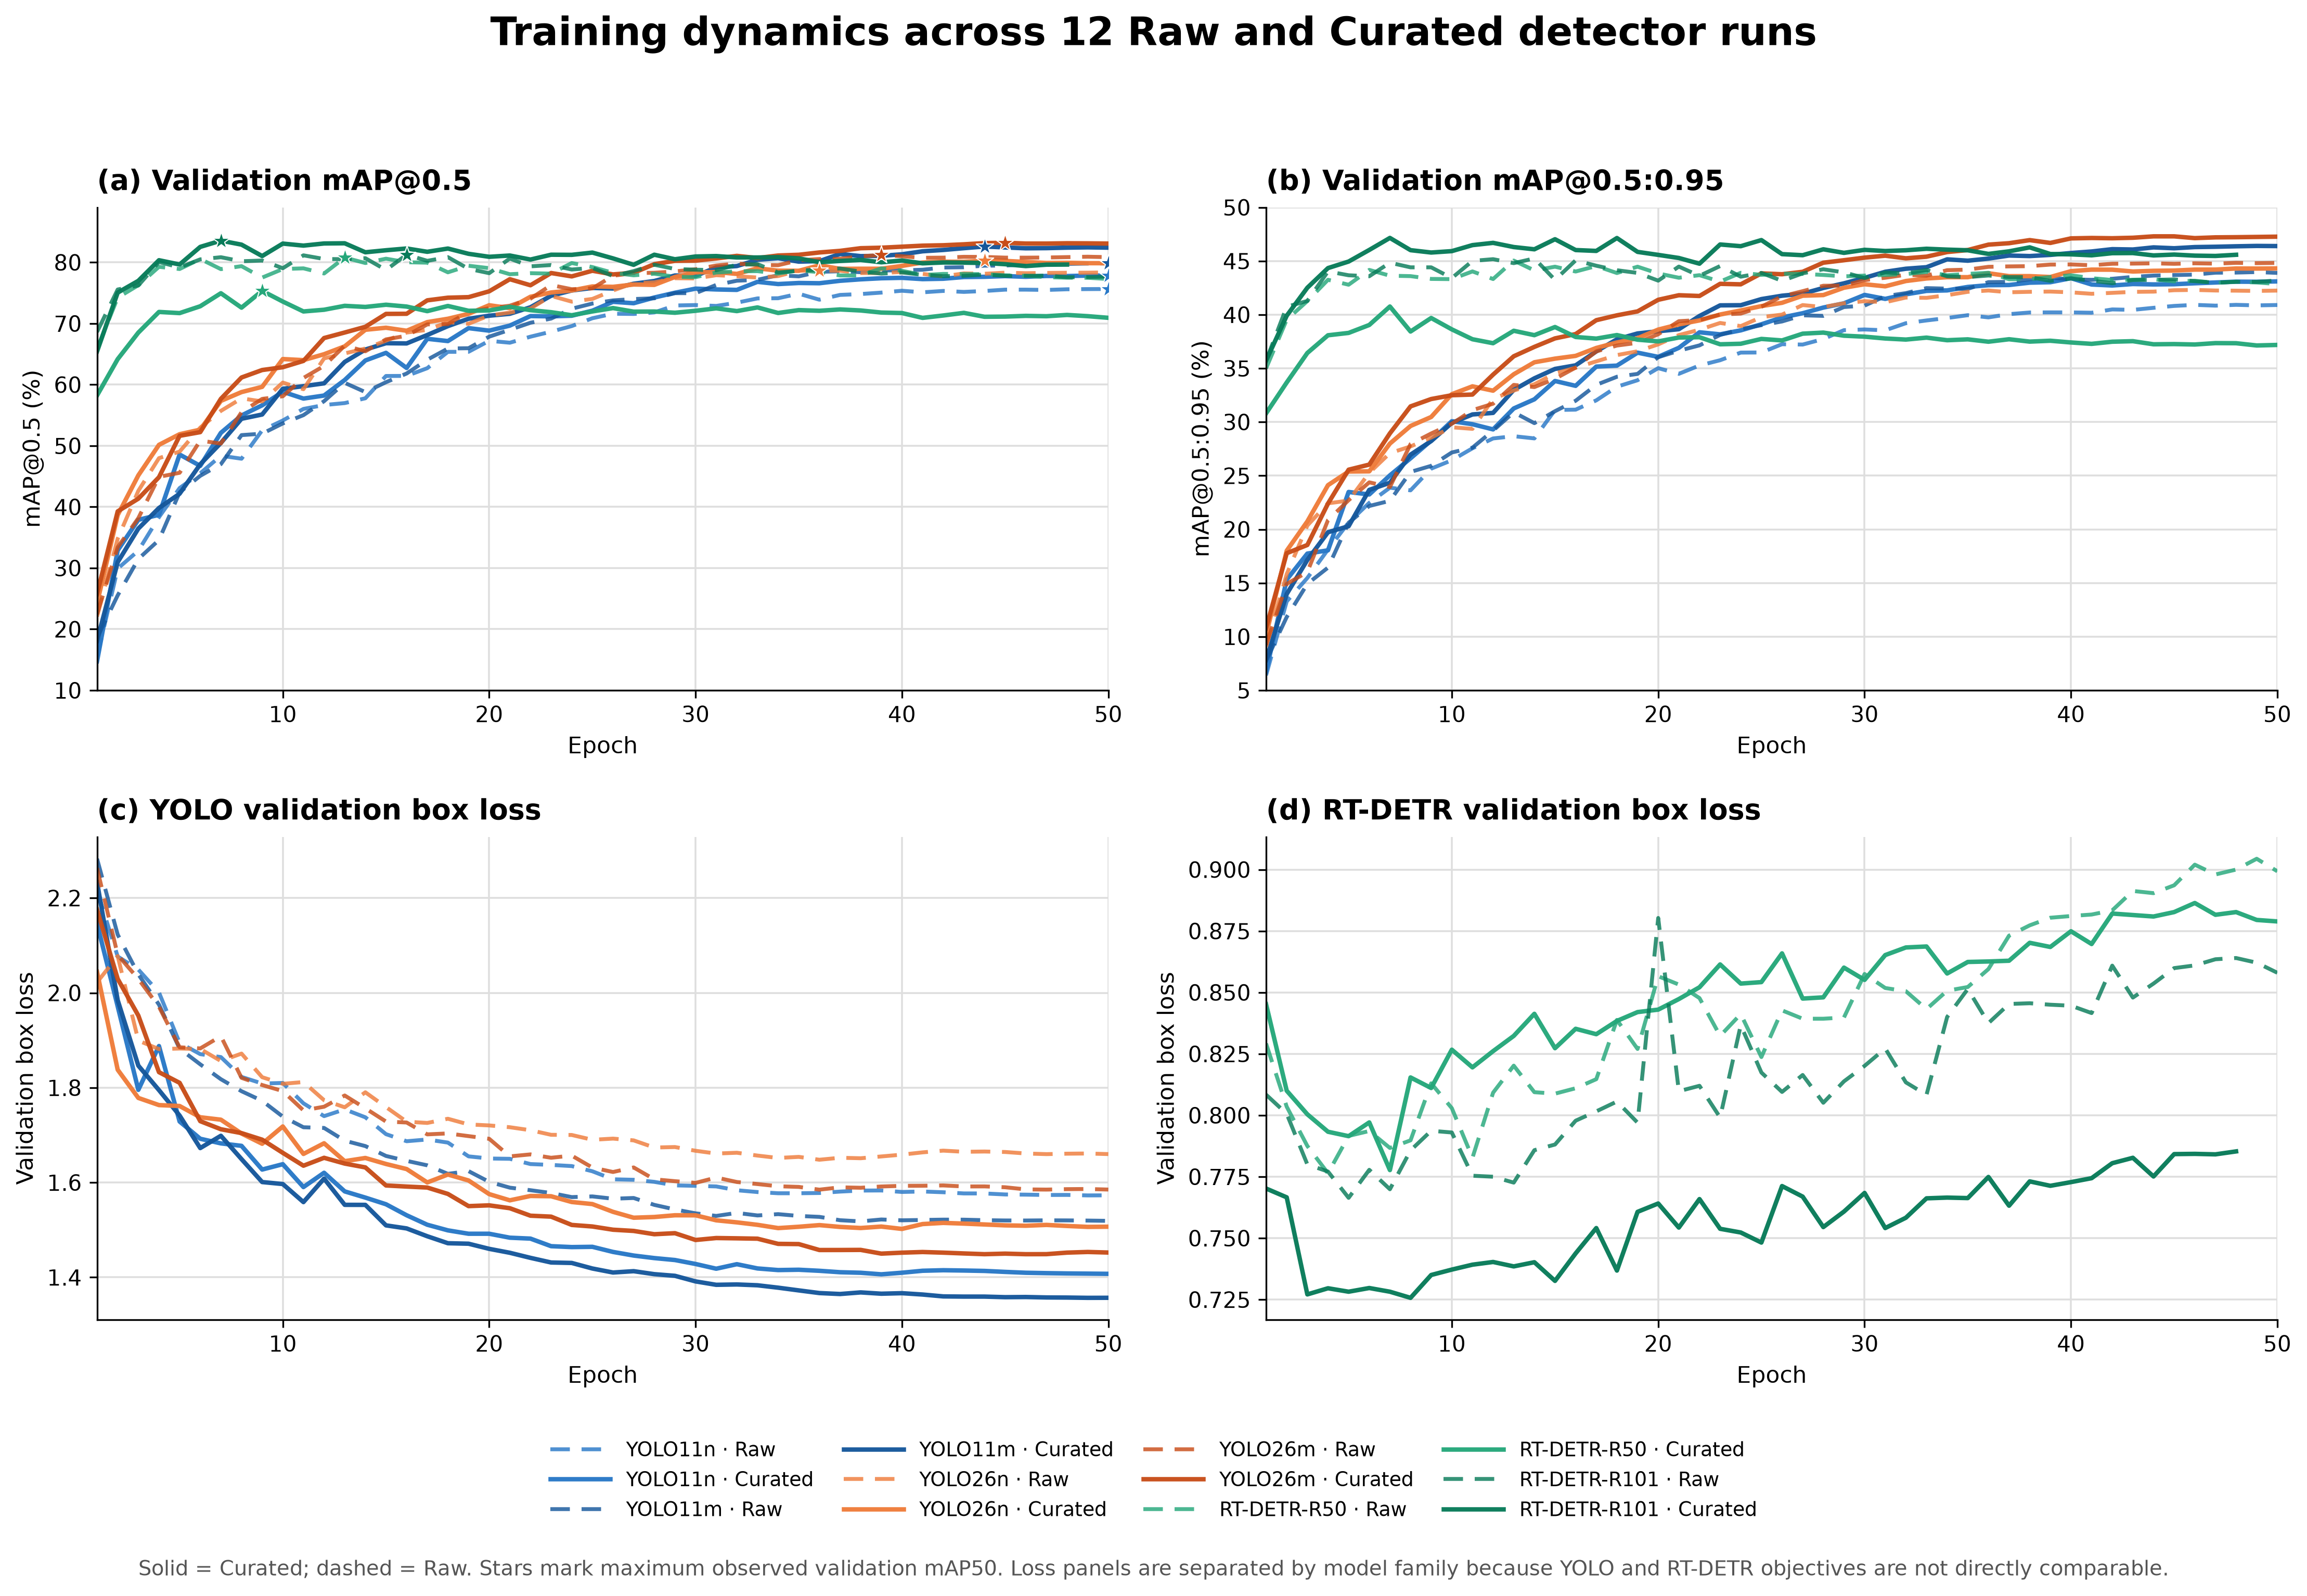 Training dynamics across 12 Raw and Curated detector runs
(a) Validation mAP@0.5
mAP@0.5 (%)
80
70
60
50
40
30
20
10
10 20 30 40 50
Epoch
(b) Validation mAP@0.5:0.95
mAP@0.5:0.95 (%)
50
45
40
35
30
25
20
15
10
5
10 20 30 40 50
Epoch
(c) YOLO validation box loss
Validation box loss
2.2
2.0
1.8
1.6
1.4
10 20 30 40 50
Epoch
(d) RT-DETR validation box loss
Validation box loss
0.900
0.875
0.850
0.825
0.800
0.775
0.750
0.725
10 20 30 40 50
Epoch
YOLO11n · Raw
YOLO11n · Curated
YOLO11m · Raw
YOLO11m · Curated
YOLO26n · Raw
YOLO26n · Curated
YOLO26m · Raw
YOLO26m · Curated
RT-DETR-R50 · Raw
RT-DETR-R50 · Curated
RT-DETR-R101 · Raw
RT-DETR-R101 · Curated
Solid = Curated; dashed = Raw. Stars mark maximum observed validation mAP50. Loss panels are separated by model family because YOLO and RT-DETR objectives are not directly comparable.